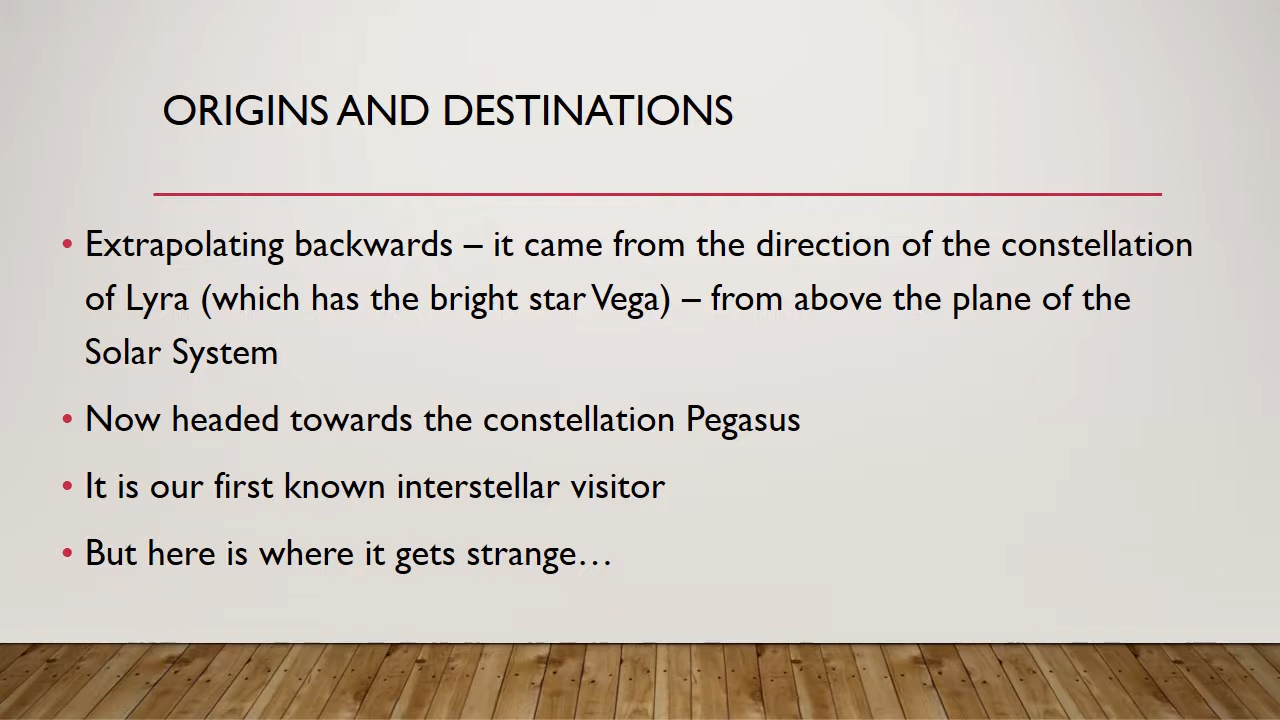 ORIGINS AND DESTINATIONS
• Extrapolating backwards – it came from the direction of the constellation
of Lyra (which has the bright star Vega) – from above the plane of the
Solar System
• Now headed towards the constellation Pegasus
• It is our first known interstellar visitor
• But here is where it gets strange…